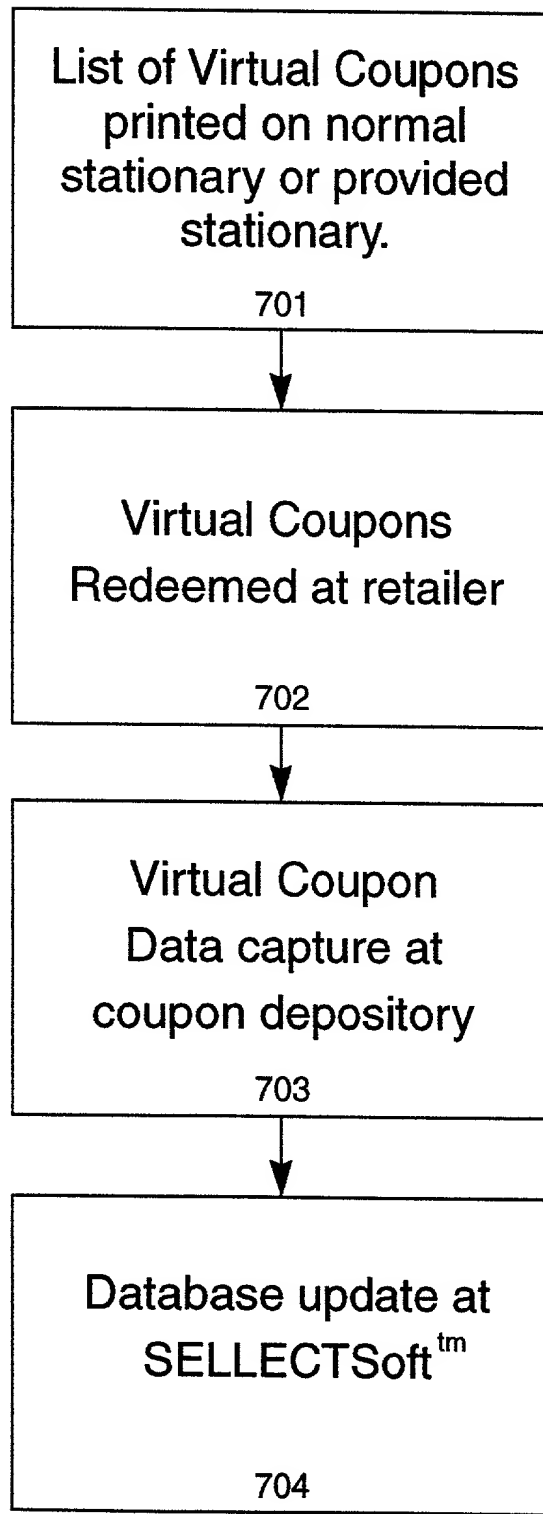 List of Virtual Coupons
printed on normal
stationary or provided
stationary.
701
Virtual Coupons
Redeemed at retailer
702
Virtual Coupon
Data capture at
coupon depository
703
Database update at
SELLECTSoft™
704